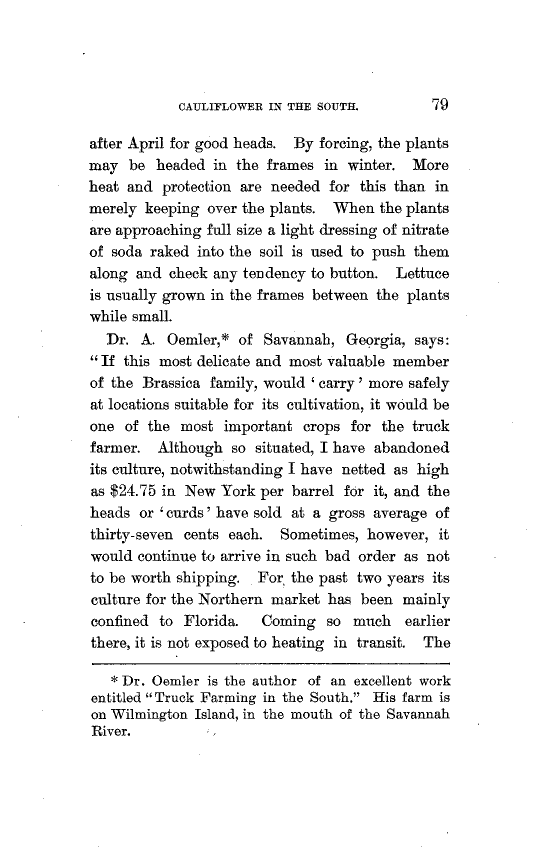 CAULIFLOWER IN THE SOUTH. 79
after April for good heads. By forcing, the plants
may be headed in the frames in winter. More
heat and protection are needed for this than in
merely keeping over the plants. When the plants
are approaching full size a light dressing of nitrate
of soda raked into the soil is used to push them
along and check any tendency to button. Lettuce
is usually grown in the frames between the plants
while small.
Dr. A. Oemler,* of Savannah, Georgia, says:
“If this most delicate and most valuable member
of the Brassica family, would ‘carry’ more safely
at locations suitable for its cultivation, it would be
one of the most important crops for the truck
farmer. Although so situated, I have abandoned
its culture, notwithstanding I have netted as high
as $24.75 in New York per barrel for it, and the
heads or ‘curds’ have sold at a gross average of
thirty-seven cents each. Sometimes, however, it
would continue to arrive in such bad order as not
to be worth shipping. For the past two years its
culture for the Northern market has been mainly
confined to Florida. Coming so much earlier
there, it is not exposed to heating in transit. The
* Dr. Oemler is the author of an excellent work
entitled “Truck Farming in the South.” His farm is
on Wilmington Island, in the mouth of the Savannah
River.